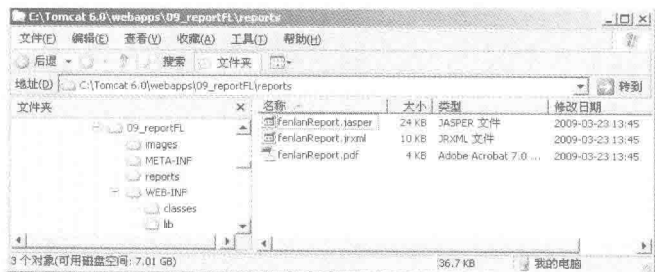 C:\Tomcat 6.0\webapps\09_reportFL\reports
文件(F) 编辑(E) 查看(V) 收藏(A) 工具(T) 帮助(H)
后退 搜索 文件夹
地址(D) C:\Tomcat 6.0\webapps\09_reportFL\reports 转到
文件夹 × 名称 大小 类型 修改日期
09_reportFL
images
META-INF
reports
WEB-INF
classes
lib
fenlanReport.jasper 24 KB JASPER 文件 2009-03-23 13:45
fenlanReport.jrxml 10 KB JRXML 文件 2009-03-23 13:45
fenlanReport.pdf 4 KB Adobe Acrobat 7.0 ... 2009-03-23 13:45
3 个对象(可用磁盘空间: 7.01 GB) 36.7 KB 我的电脑